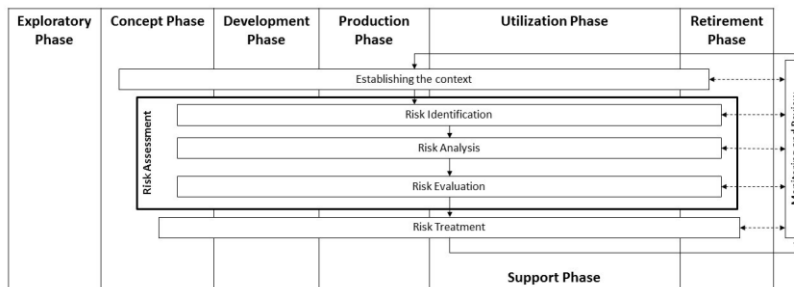 Exploratory
Phase
Concept Phase
Development
Phase
Production
Phase
Utilization Phase
Retirement
Phase
Establishing the context
Risk Assessment
Risk Identification
Risk Analysis
Risk Evaluation
Risk Treatment
Support Phase